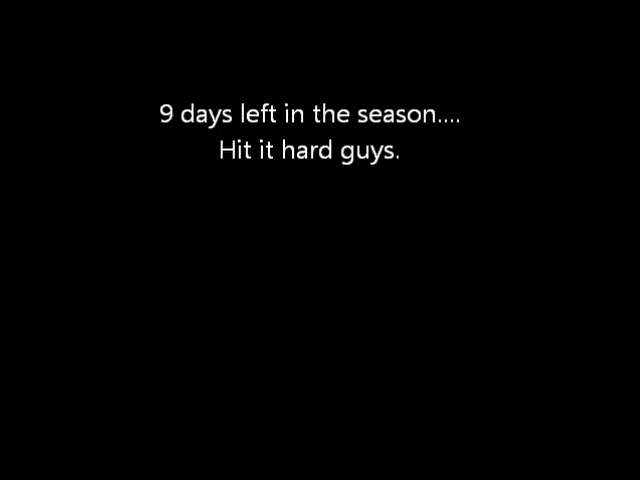 9 days left in the season....
Hit it hard guys.